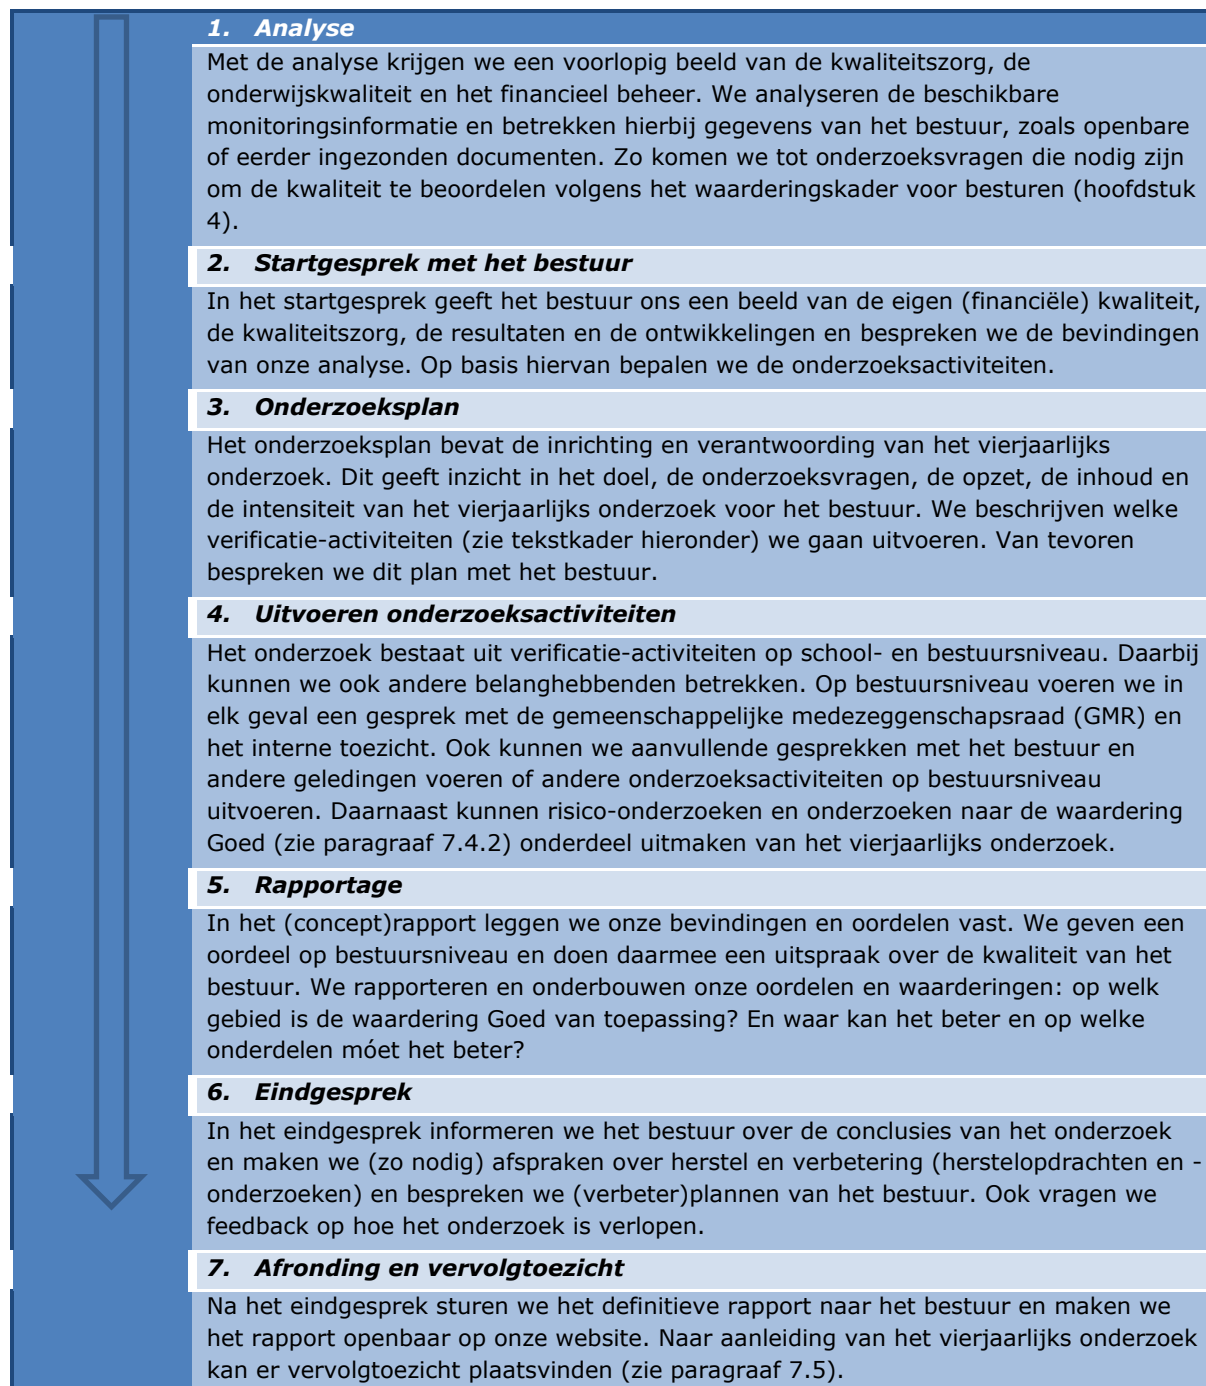 1. Analyse
Met de analyse krijgen we een voorlopig beeld van de kwaliteitszorg, de
onderwijskwaliteit en het financieel beheer. We analyseren de beschikbare
monitoringsinformatie en betrekken hierbij gegevens van het bestuur, zoals openbare
of eerder ingezonden documenten. Zo komen we tot onderzoeksvragen die nodig zijn
om de kwaliteit te beoordelen volgens het waarderingskader voor besturen (hoofdstuk
4).
2. Startgesprek met het bestuur
In het startgesprek geeft het bestuur ons een beeld van de eigen (financiële) kwaliteit,
de kwaliteitszorg, de resultaten en de ontwikkelingen en bespreken we de bevindingen
van onze analyse. Op basis hiervan bepalen we de onderzoeksactiviteiten.
3. Onderzoeksplan
Het onderzoeksplan bevat de inrichting en verantwoording van het vierjaarlijks
onderzoek. Dit geeft inzicht in het doel, de onderzoeksvragen, de opzet, de inhoud en
de intensiteit van het vierjaarlijks onderzoek voor het bestuur. We beschrijven welke
verificatie-activiteiten (zie tekstkader hieronder) we gaan uitvoeren. Van tevoren
bespreken we dit plan met het bestuur.
4. Uitvoeren onderzoeksactiviteiten
Het onderzoek bestaat uit verificatie-activiteiten op school- en bestuursniveau. Daarbij
kunnen we ook andere belanghebbenden betrekken. Op bestuursniveau voeren we in
elk geval een gesprek met de gemeenschappelijke medezeggenschapsraad (GMR) en
het interne toezicht. Ook kunnen we aanvullende gesprekken met het bestuur en
andere geledingen voeren of andere onderzoeksactiviteiten op bestuursniveau
uitvoeren. Daarnaast kunnen risico-onderzoeken en onderzoeken naar de waardering
Goed (zie paragraaf 7.4.2) onderdeel uitmaken van het vierjaarlijks onderzoek.
5. Rapportage
In het (concept)rapport leggen we onze bevindingen en oordelen vast. We geven een
oordeel op bestuursniveau en doen daarmee een uitspraak over de kwaliteit van het
bestuur. We rapporteren en onderbouwen onze oordelen en waarderingen: op welk
gebied is de waardering Goed van toepassing? En waar kan het beter en op welke
onderdelen móet het beter?
6. Eindgesprek
In het eindgesprek informeren we het bestuur over de conclusies van het onderzoek
en maken we (zo nodig) afspraken over herstel en verbetering (herstelopdrachten en -
onderzoeken) en bespreken we (verbeter)plannen van het bestuur. Ook vragen we
feedback op hoe het onderzoek is verlopen.
7. Afronding en vervolgtoezicht
Na het eindgesprek sturen we het definitieve rapport naar het bestuur en maken we
het rapport openbaar op onze website. Naar aanleiding van het vierjaarlijks onderzoek
kan er vervolgtoezicht plaatsvinden (zie paragraaf 7.5).